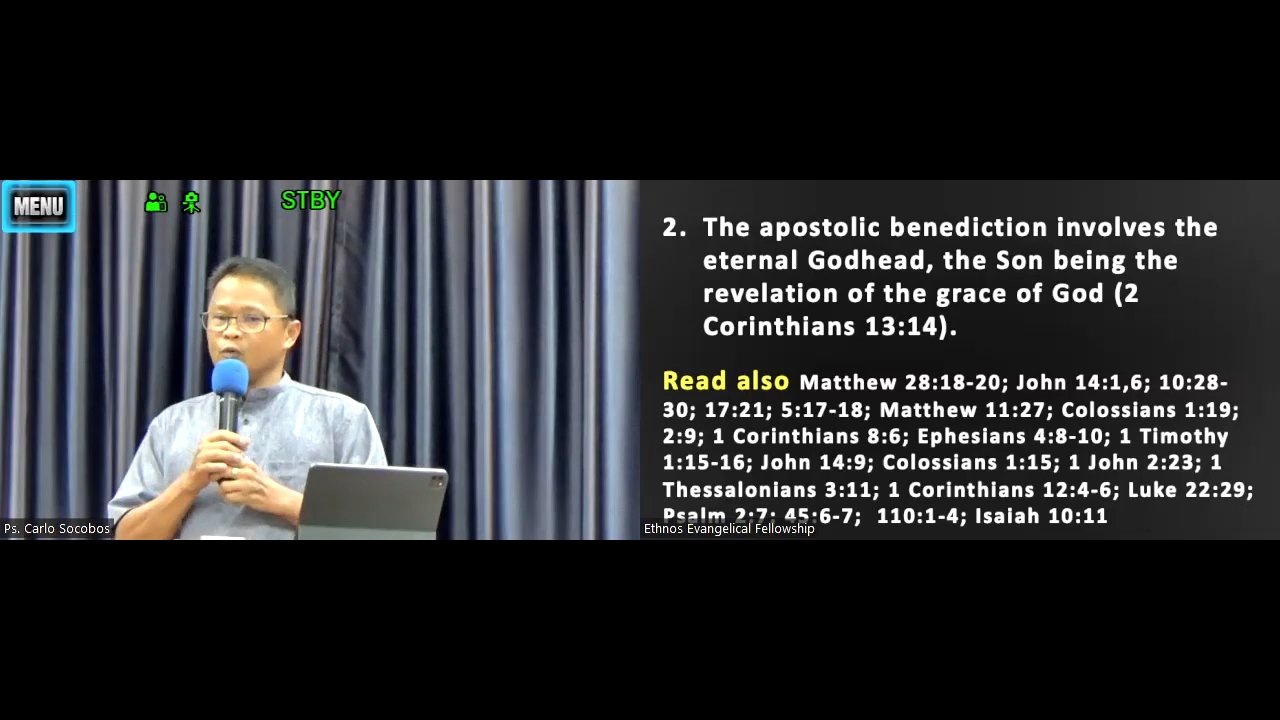 MENU
STBY
Ps. Carlo Socobos
2. The apostolic benediction involves the
eternal Godhead, the Son being the
revelation of the grace of God (2
Corinthians 13:14).
Read also Matthew 28:18-20; John 14:1,6; 10:28-
30; 17:21; 5:17-18; Matthew 11:27; Colossians 1:19;
2:9; 1 Corinthians 8:6; Ephesians 4:8-10; 1 Timothy
1:15-16; John 14:9; Colossians 1:15; 1 John 2:23; 1
Thessalonians 3:11; 1 Corinthians 12:4-6; Luke 22:29;
Psalm 2:7; 45:6-7; 110:1-4; Isaiah 10:11
Ethnos Evangelical Fellowship